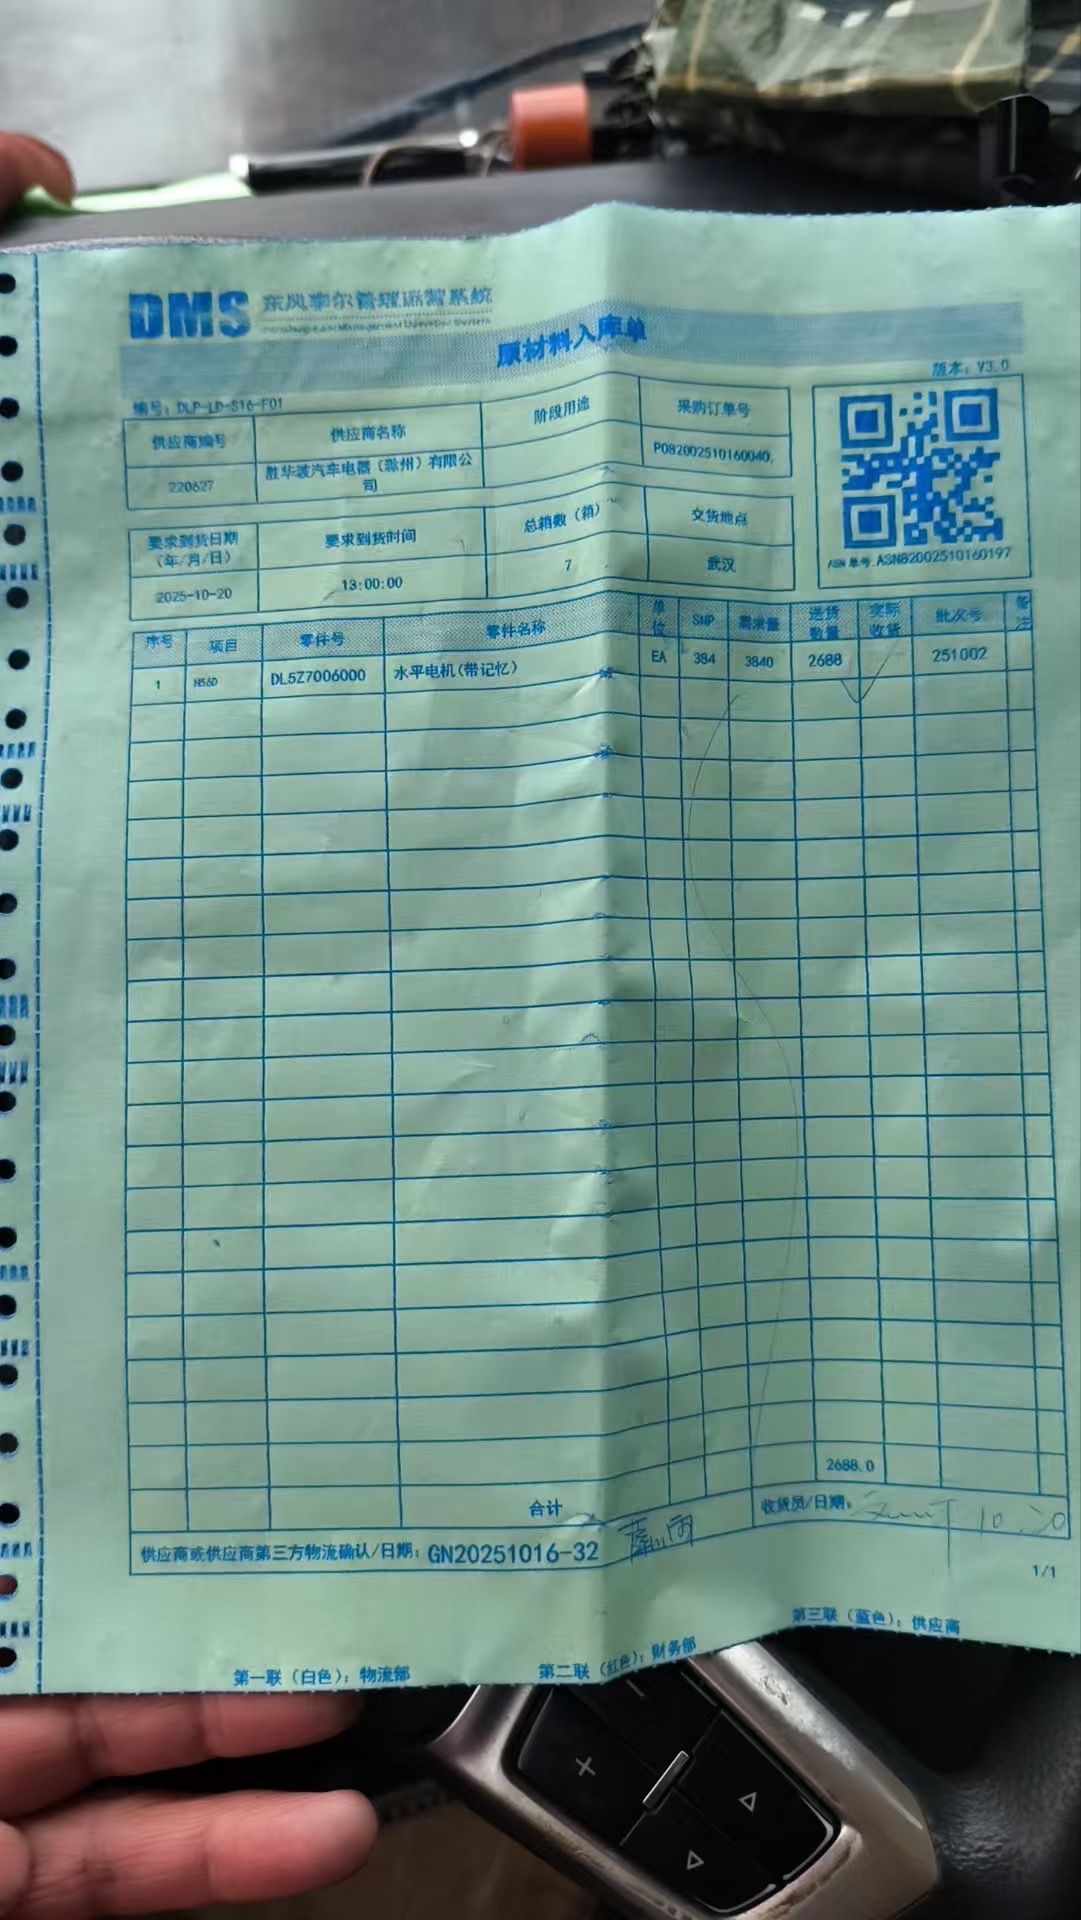 DMS 东风李尔管理运营系统
原材料入库单
版本：V3.0
编号：DLP-LD-S16-F01
供应商编号 供应商名称 阶段用途 采购订单号
220627 胜华波汽车电器（滁州）有限公司 PO82002510160040,
要求到货日期（年/月/日） 要求到货时间 总箱数（箱） 交货地点
2025-10-20 13:00:00 7 武汉
ASN 单号.ASN82002510160197
序号 项目 零件号 零件名称 单位 SNP 需求量 送货数量 实际收货 批次号 备注
1 N56D DL5Z7006000 水平电机(带记忆) EA 384 3840 2688 251002
合计 2688.0
供应商或供应商第三方物流确认/日期：GN20251016-32
收货员/日期： 10.20
1/1
第一联（白色）：物流部 第二联（红色）：财务部 第三联（蓝色）：供应商